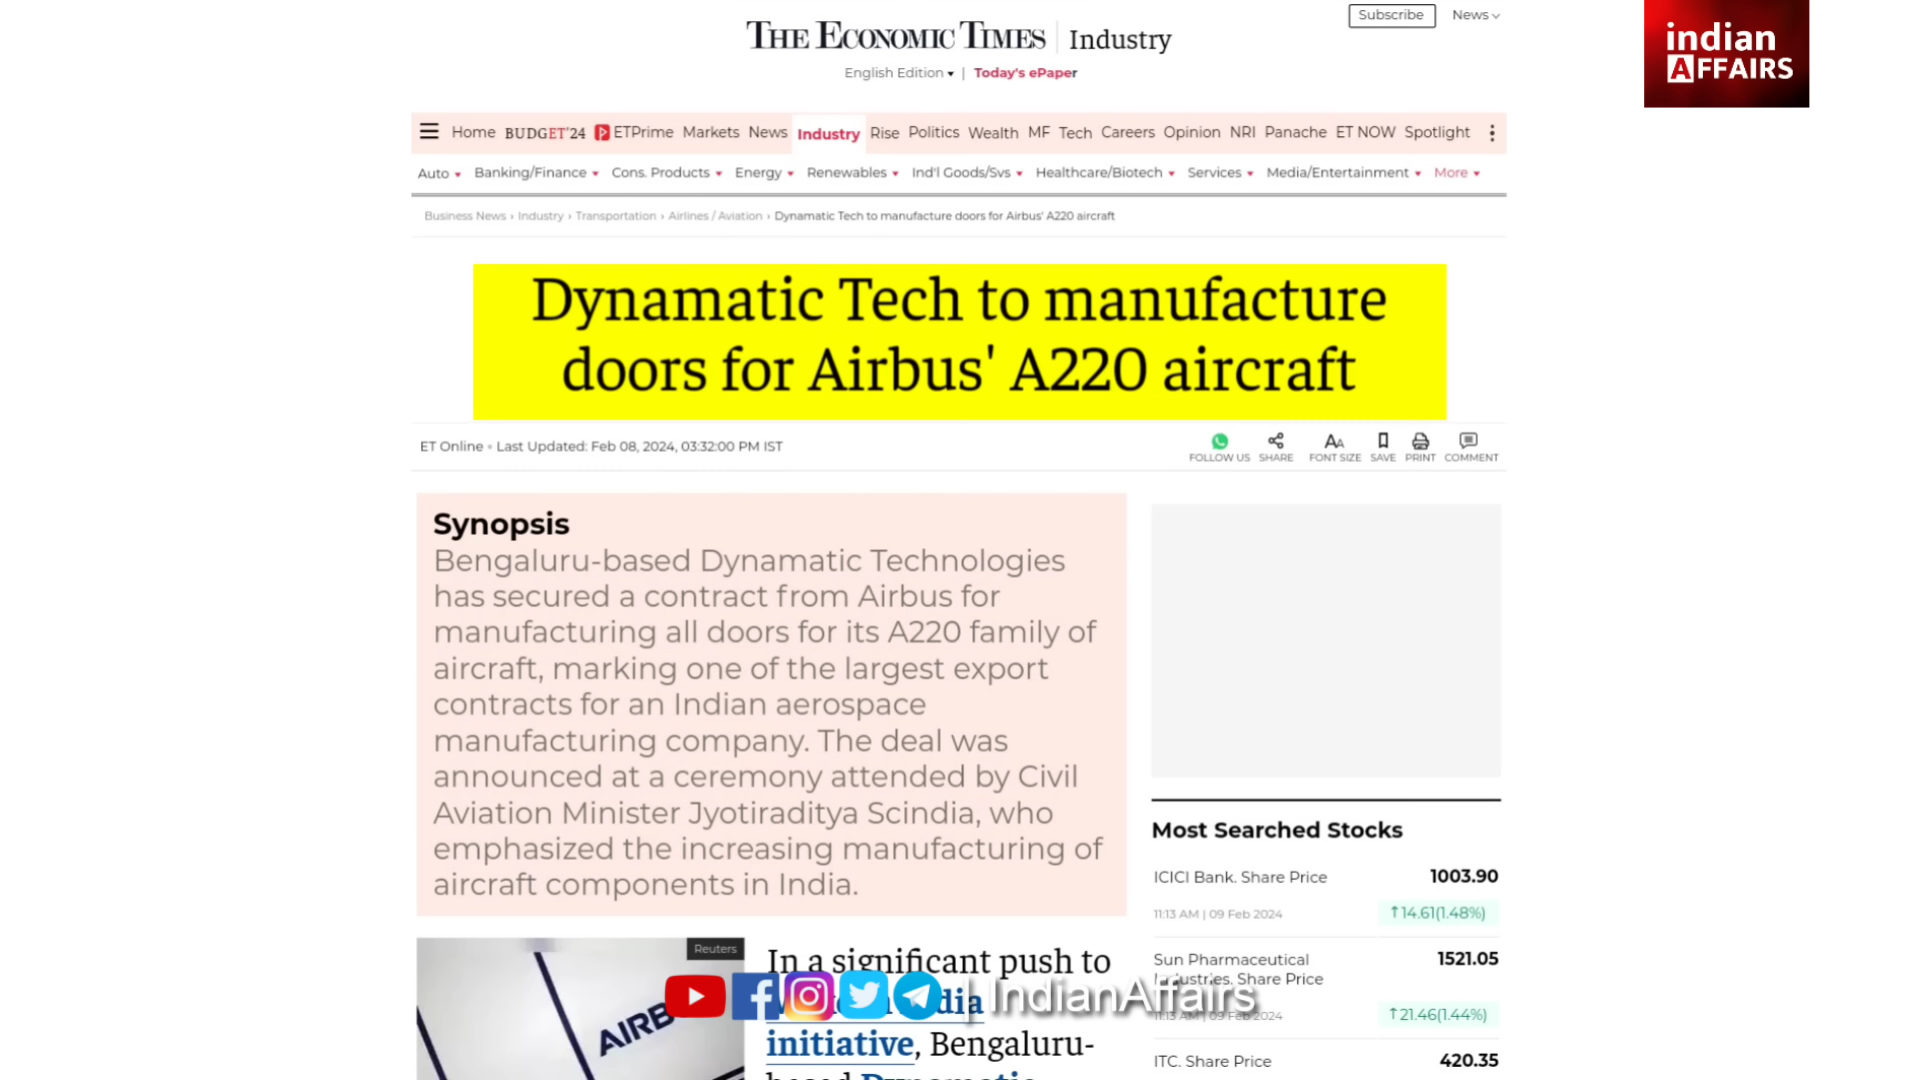 THE ECONOMIC TIMES | Industry
Subscribe
News
indian
AFFAIRS
English Edition | Today's ePaper
Home BUDGET'24 ETPrime Markets News Industry Rise Politics Wealth MF Tech Careers Opinion NRI Panache ET NOW Spotlight
Auto Banking/Finance Cons. Products Energy Renewables Ind'l Goods/Svs Healthcare/Biotech Services Media/Entertainment More
Business News › Industry › Transportation › Airlines / Aviation › Dynamatic Tech to manufacture doors for Airbus' A220 aircraft
Dynamatic Tech to manufacture
doors for Airbus' A220 aircraft
ET Online • Last Updated: Feb 08, 2024, 03:32:00 PM IST
FOLLOW US SHARE FONT SIZE SAVE PRINT COMMENT
Synopsis
Bengaluru-based Dynamatic Technologies
has secured a contract from Airbus for
manufacturing all doors for its A220 family of
aircraft, marking one of the largest export
contracts for an Indian aerospace
manufacturing company. The deal was
announced at a ceremony attended by Civil
Aviation Minister Jyotiraditya Scindia, who
emphasized the increasing manufacturing of
aircraft components in India.
Reuters
AIRB
In a significant push to
initiative, Bengaluru-
Dynamatic
| IndianAffairs
Most Searched Stocks
ICICI Bank. Share Price 1003.90
11:13 AM | 09 Feb 2024 ↑14.61(1.48%)
Sun Pharmaceutical 1521.05
Industries. Share Price
11:13 AM | 09 Feb 2024 ↑21.46(1.44%)
ITC. Share Price 420.35